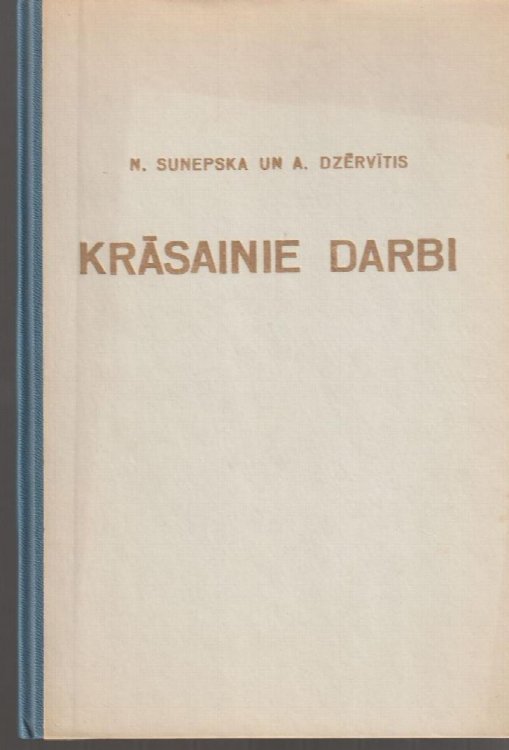 N. SUNEPSKA UN A. DZĒRVĪTIS
KRĀSAINIE DARBI